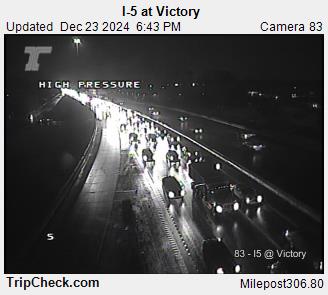 I-5 at Victory
Updated Dec 23 2024 6:43 PM Camera 83
T
HIGH PRESSURE
S
83 - I5 @ Victory
TripCheck.com Milepost306.80